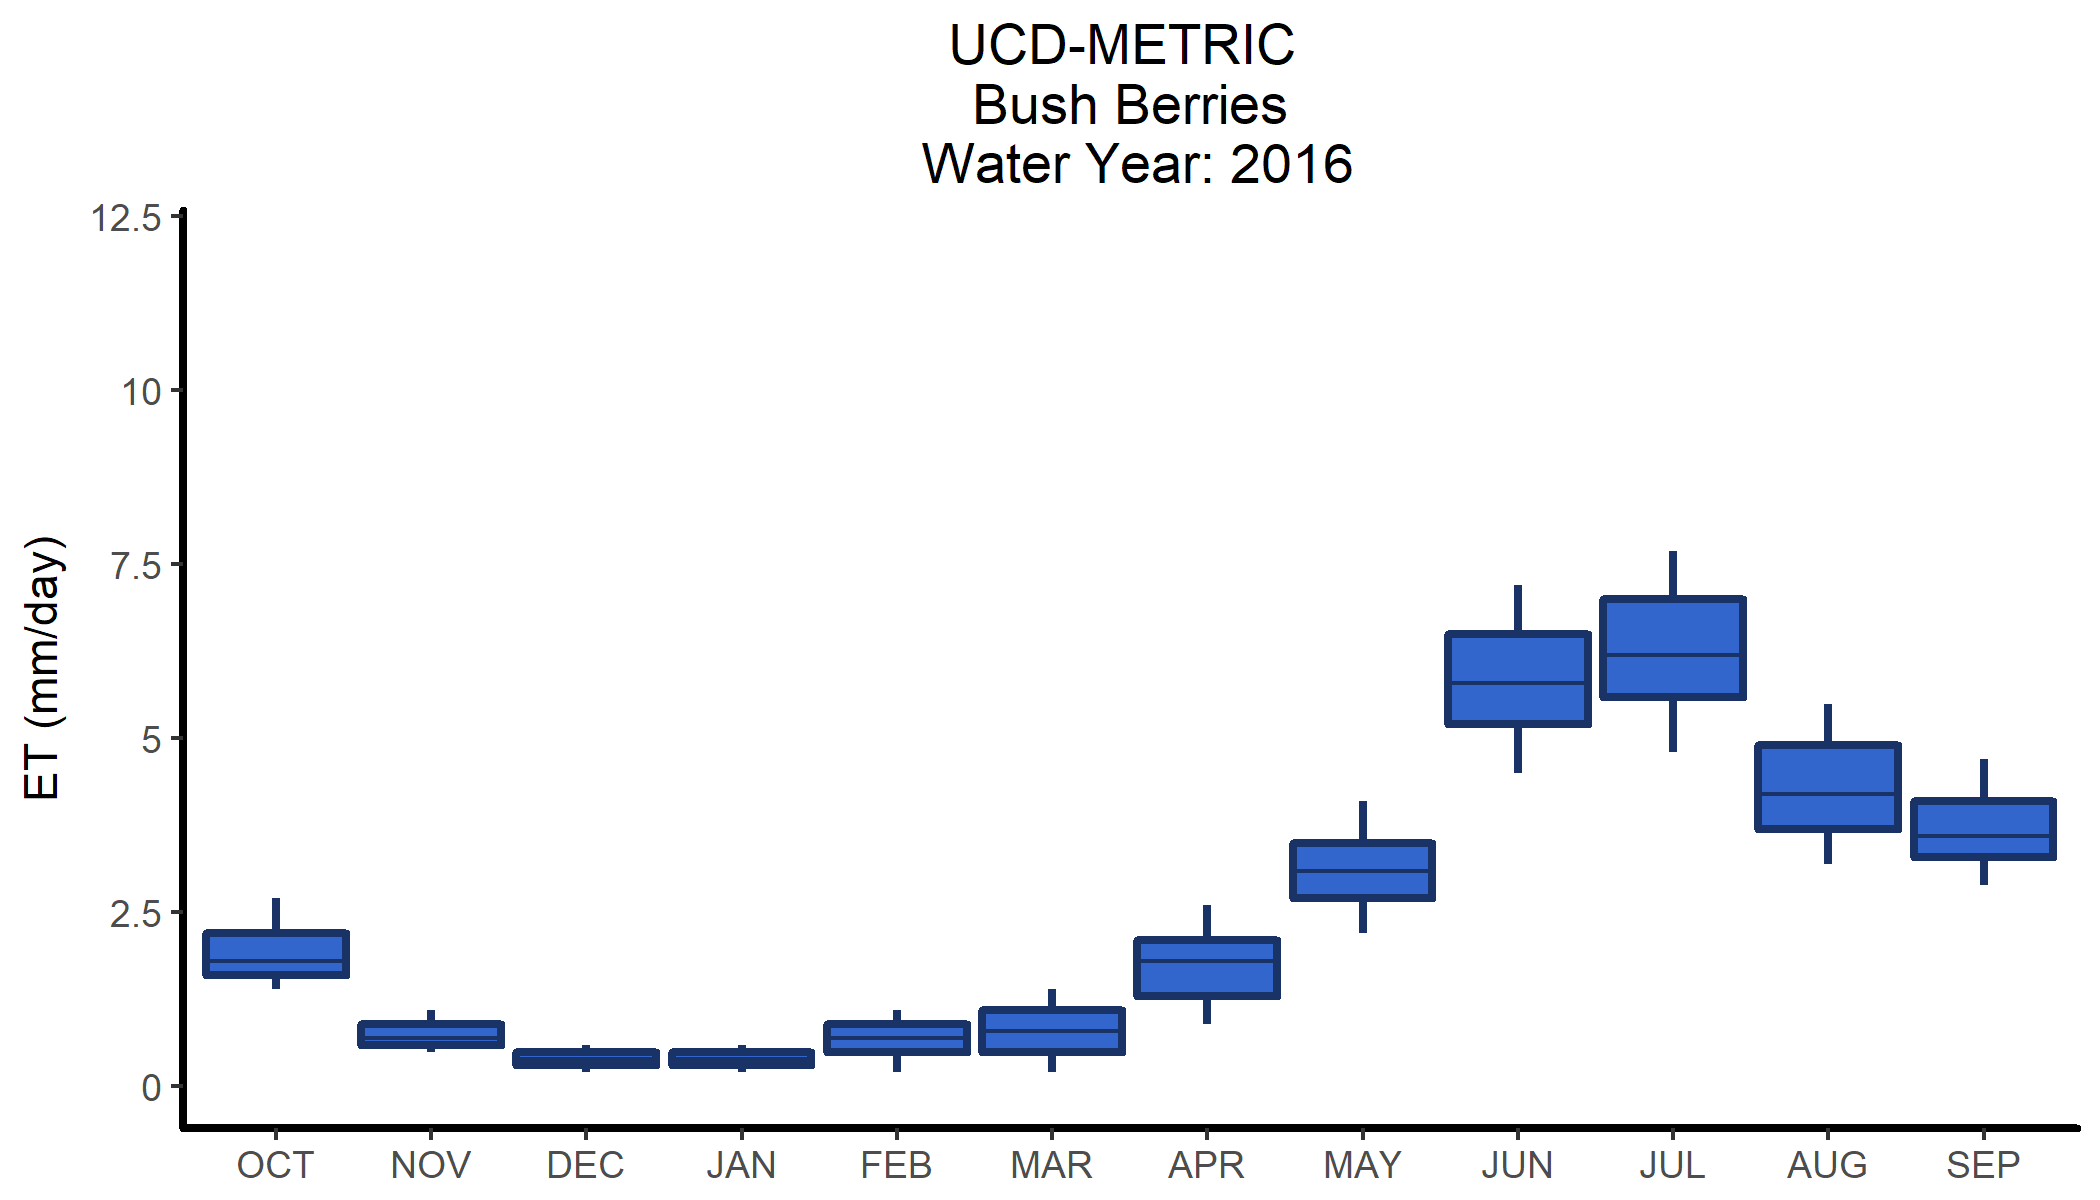 UCD-METRIC
Bush Berries
Water Year: 2016
ET (mm/day)
12.5
10
7.5
5
2.5
0
OCT NOV DEC JAN FEB MAR APR MAY JUN JUL AUG SEP